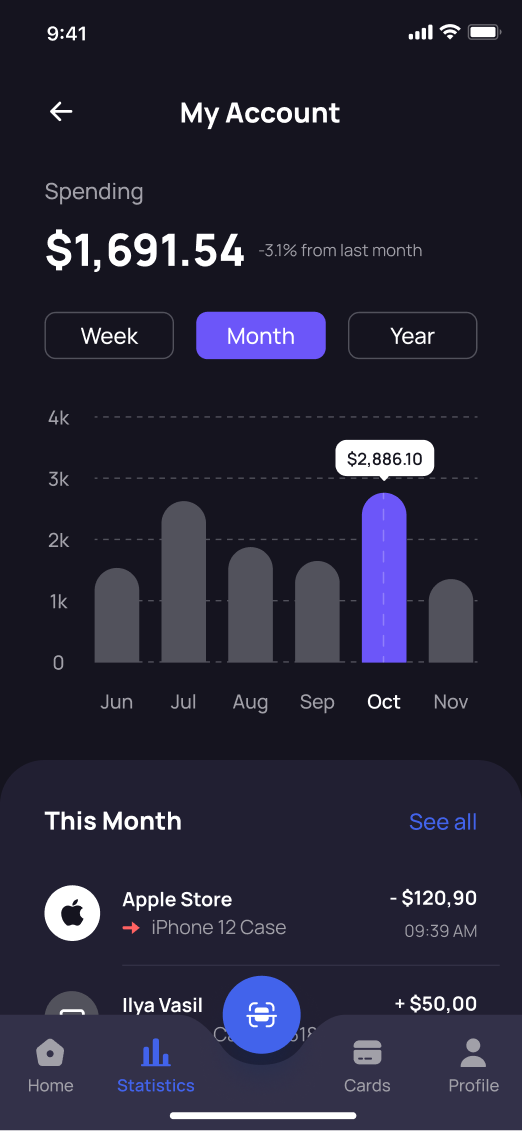 9:41
My Account
Spending
$1,691.54 -3.1% from last month
Week Month Year
4k
$2,886.10
3k
2k
1k
0
Jun Jul Aug Sep Oct Nov
This Month See all
Apple Store - $120,90
iPhone 12 Case 09:39 AM
Ilya Vasil + $50,00
Home Statistics Cards Profile